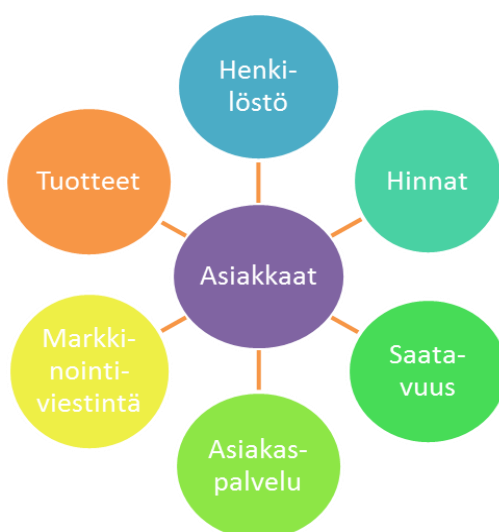 Henki-
löstö
Tuotteet
Hinnat
Asiakkaat
Markki-
nointi-
viestintä
Saata-
vuus
Asiakas-
palvelu